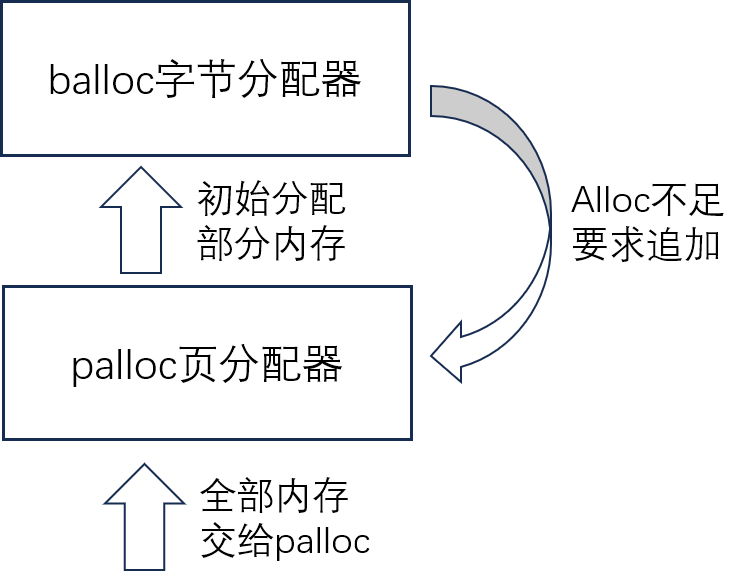 balloc字节分配器
初始分配
部分内存
Alloc不足
要求追加
palloc页分配器
全部内存
交给palloc